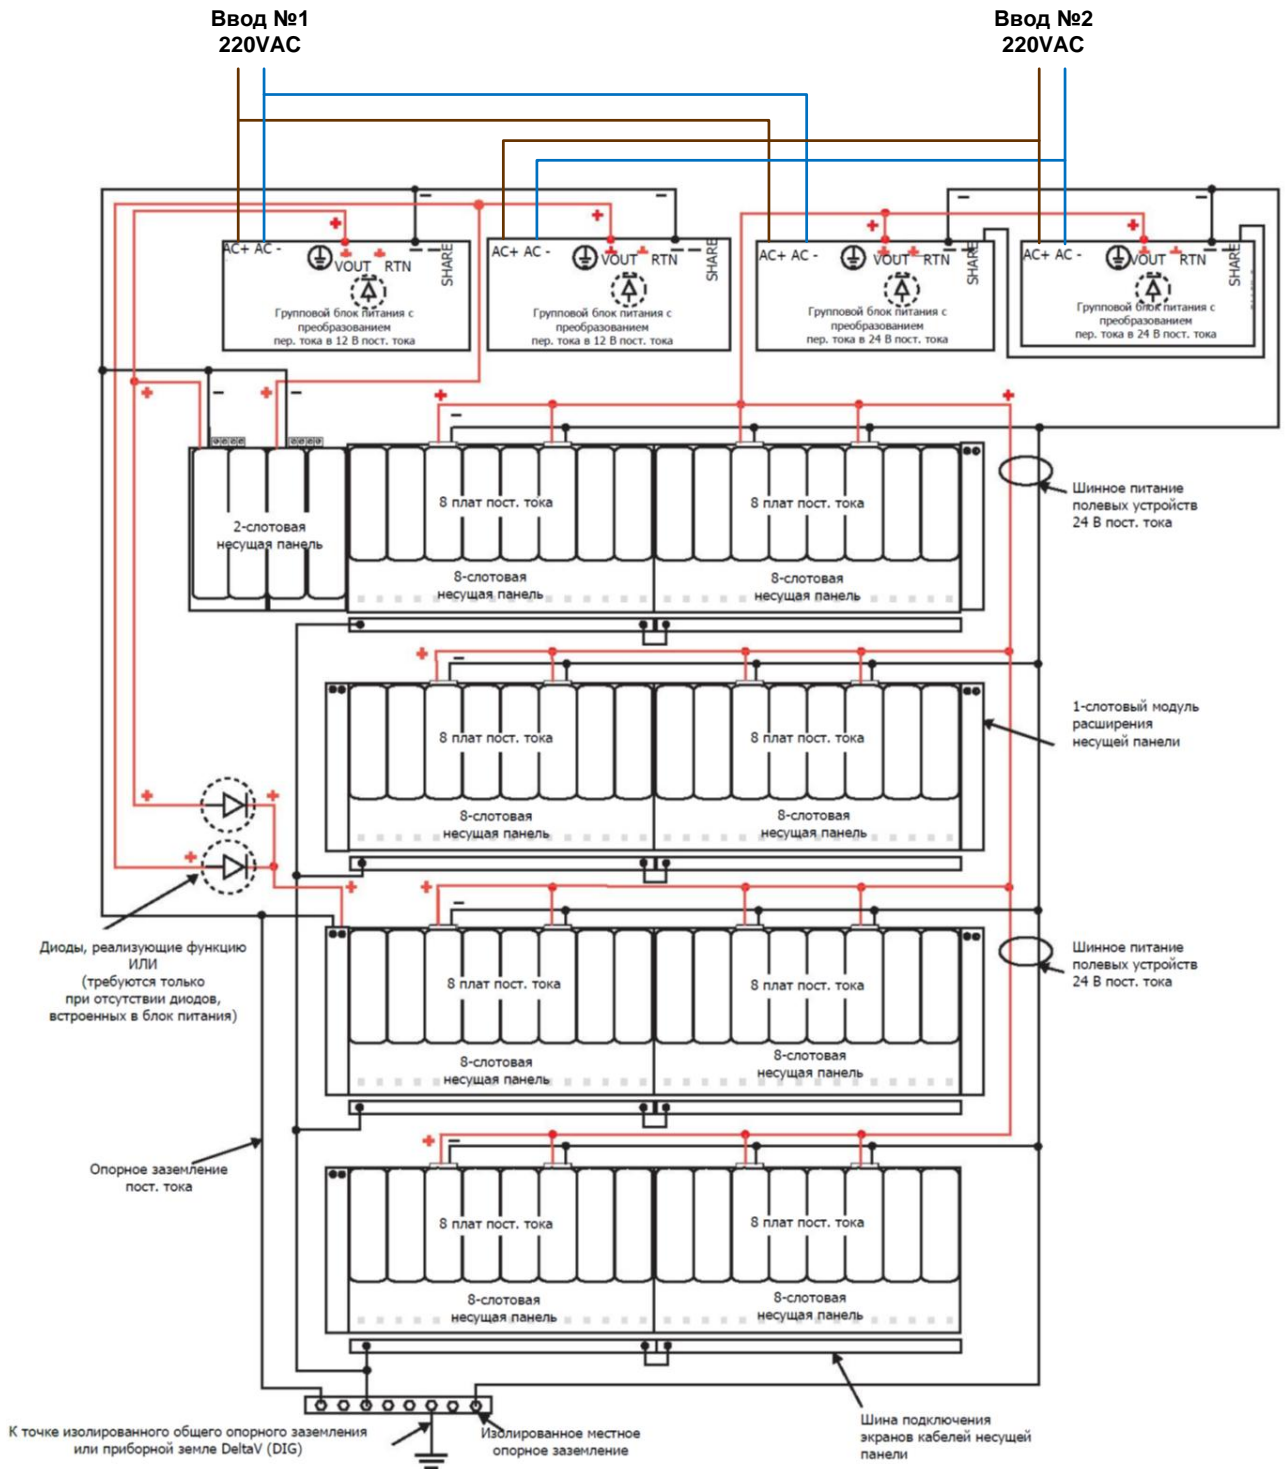 Ввод №1
220VAC
Ввод №2
220VAC
AC+ AC -
VOUT
RTN
SHARE
Групповой блок питания с
преобразованием
пер. тока в 12 В пост. тока
AC+ AC -
VOUT
RTN
SHARE
Групповой блок питания с
преобразованием
пер. тока в 12 В пост. тока
AC+ AC -
VOUT
RTN
SHARE
Групповой блок питания с
преобразованием
пер. тока в 24 В пост. тока
AC+ AC -
VOUT
RTN
SHARE
Групповой блок питания с
преобразованием
пер. тока в 24 В пост. тока
2-слотовая
несущая панель
8 плат пост. тока
8 плат пост. тока
8-слотовая
несущая панель
8-слотовая
несущая панель
Шинное питание
полевых устройств
24 В пост. тока
8 плат пост. тока
8 плат пост. тока
8-слотовая
несущая панель
8-слотовая
несущая панель
1-слотовый модуль
расширения
несущей панели
Диоды, реализующие функцию
ИЛИ
(требуются только
при отсутствии диодов,
встроенных в блок питания)
8 плат пост. тока
8 плат пост. тока
8-слотовая
несущая панель
8-слотовая
несущая панель
Шинное питание
полевых устройств
24 В пост. тока
Опорное заземление
пост. тока
8 плат пост. тока
8 плат пост. тока
8-слотовая
несущая панель
8-слотовая
несущая панель
К точке изолированного общего опорного заземления
или приборной земле DeltaV (DIG)
Изолированное местное
опорное заземление
Шина подключения
экранов кабелей несущей
панели